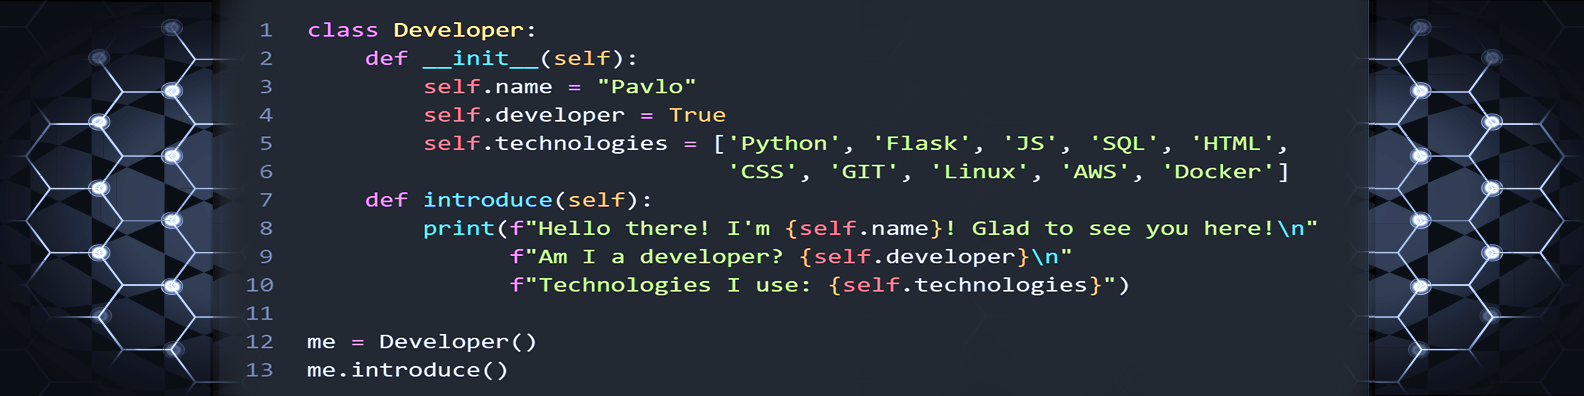 1 class Developer:
2     def __init__(self):
3         self.name = "Pavlo"
4         self.developer = True
5         self.technologies = ['Python', 'Flask', 'JS', 'SQL', 'HTML',
6                              'CSS', 'GIT', 'Linux', 'AWS', 'Docker']
7     def introduce(self):
8         print(f"Hello there! I'm {self.name}! Glad to see you here!\n"
9               f"Am I a developer? {self.developer}\n"
10              f"Technologies I use: {self.technologies}")
11
12 me = Developer()
13 me.introduce()